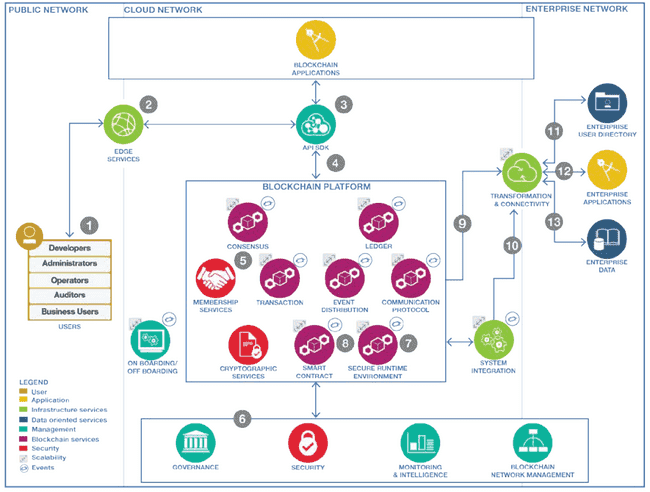 PUBLIC NETWORK
CLOUD NETWORK
ENTERPRISE NETWORK
BLOCKCHAIN
APPLICATIONS
2
EDGE
SERVICES
3
API SDK
4
11
ENTERPRISE
USER DIRECTORY
TRANSFORMATION
& CONNECTIVITY
12
ENTERPRISE
APPLICATIONS
13
ENTERPRISE
DATA
9
10
1
Developers
Administrators
Operators
Auditors
Business Users
USERS
BLOCKCHAIN PLATFORM
CONSENSUS
LEDGER
5
MEMBERSHIP
SERVICES
TRANSACTION
EVENT
DISTRIBUTION
COMMUNICATION
PROTOCOL
CRYPTOGRAPHIC
SERVICES
8
SMART
CONTRACT
7
SECURE RUNTIME
ENVIRONMENT
SYSTEM
INTEGRATION
ON BOARDING/
OFF BOARDING
6
GOVERNANCE
SECURITY
MONITORING
& INTELLIGENCE
BLOCKCHAIN
NETWORK MANAGEMENT
LEGEND
User
Application
Infrastructure services
Data oriented services
Management
Blockchain services
Security
Scalability
Events